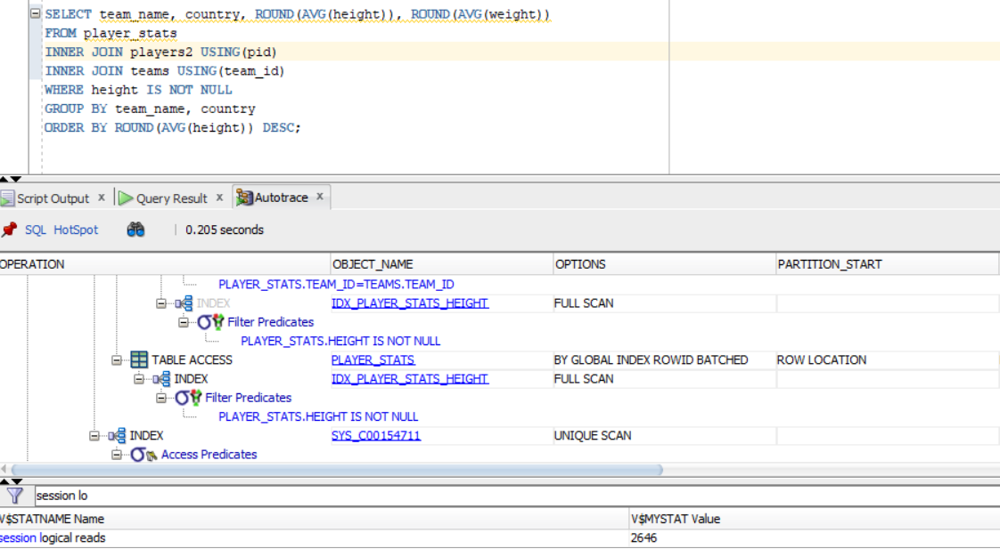 SELECT team_name, country, ROUND(AVG(height)), ROUND(AVG(weight))
FROM player_stats
INNER JOIN players2 USING(pid)
INNER JOIN teams USING(team_id)
WHERE height IS NOT NULL
GROUP BY team_name, country
ORDER BY ROUND(AVG(height)) DESC;
Script Output x Query Result x Autotrace x
SQL HotSpot | 0.205 seconds
OPERATION OBJECT_NAME OPTIONS PARTITION_START
PLAYER_STATS.TEAM_ID=TEAMS.TEAM_ID
INDEX IDX_PLAYER_STATS_HEIGHT FULL SCAN
Filter Predicates
PLAYER_STATS.HEIGHT IS NOT NULL
TABLE ACCESS PLAYER_STATS BY GLOBAL INDEX ROWID BATCHED ROW LOCATION
INDEX IDX_PLAYER_STATS_HEIGHT FULL SCAN
Filter Predicates
PLAYER_STATS.HEIGHT IS NOT NULL
INDEX SYS_C00154711 UNIQUE SCAN
Access Predicates
session lo
V$STATNAME Name V$MYSTAT Value
session logical reads 2646